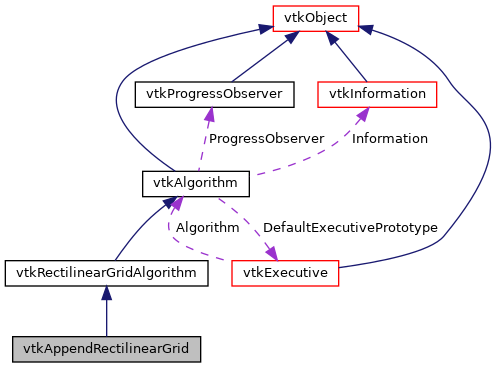 vtkObject
vtkProgressObserver
vtkInformation
ProgressObserver
Information
vtkAlgorithm
Algorithm
DefaultExecutivePrototype
vtkRectilinearGridAlgorithm
vtkExecutive
vtkAppendRectilinearGrid